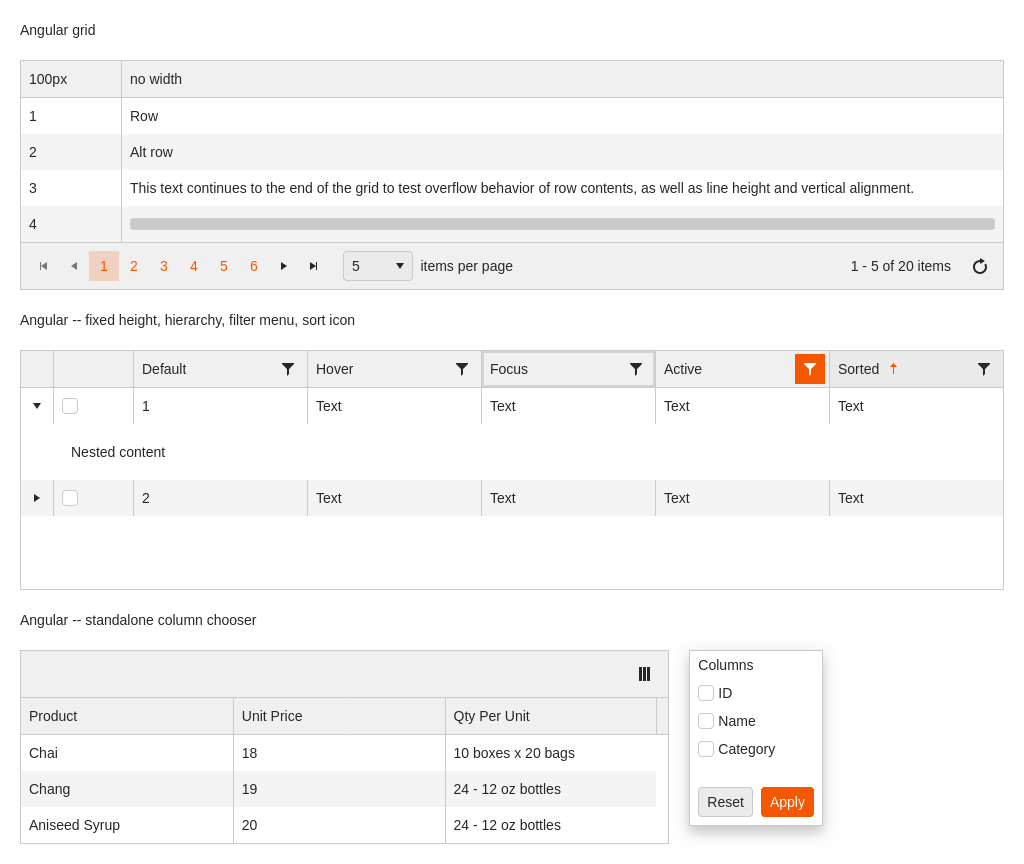 Angular grid
100px no width
1 Row
2 Alt row
3 This text continues to the end of the grid to test overflow behavior of row contents, as well as line height and vertical alignment.
4
1 2 3 4 5 6 5 items per page 1 - 5 of 20 items
Angular -- fixed height, hierarchy, filter menu, sort icon
Default Hover Focus Active Sorted
1 Text Text Text Text
Nested content
2 Text Text Text Text
Angular -- standalone column chooser
Product Unit Price Qty Per Unit
Chai 18 10 boxes x 20 bags
Chang 19 24 - 12 oz bottles
Aniseed Syrup 20 24 - 12 oz bottles
Columns
ID
Name
Category
Reset Apply